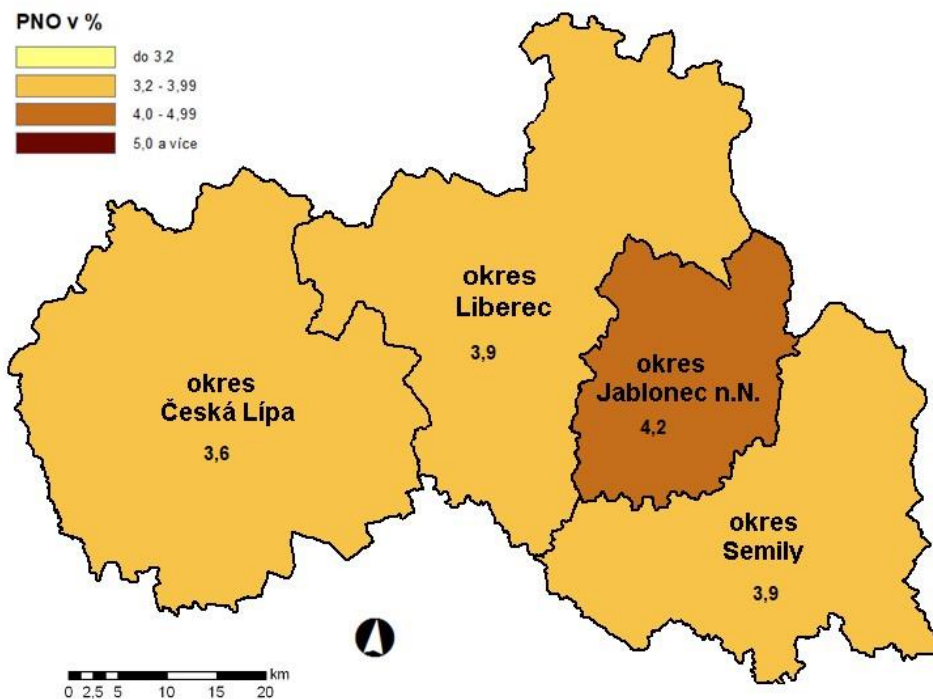 PNO v %
do 3,2
3,2 - 3,99
4,0 - 4,99
5,0 a více
okres
Liberec
3,9
okres
Jablonec n.N.
4,2
okres
Česká Lípa
3,6
okres
Semily
3,9
km
0 2,5 5 10 15 20